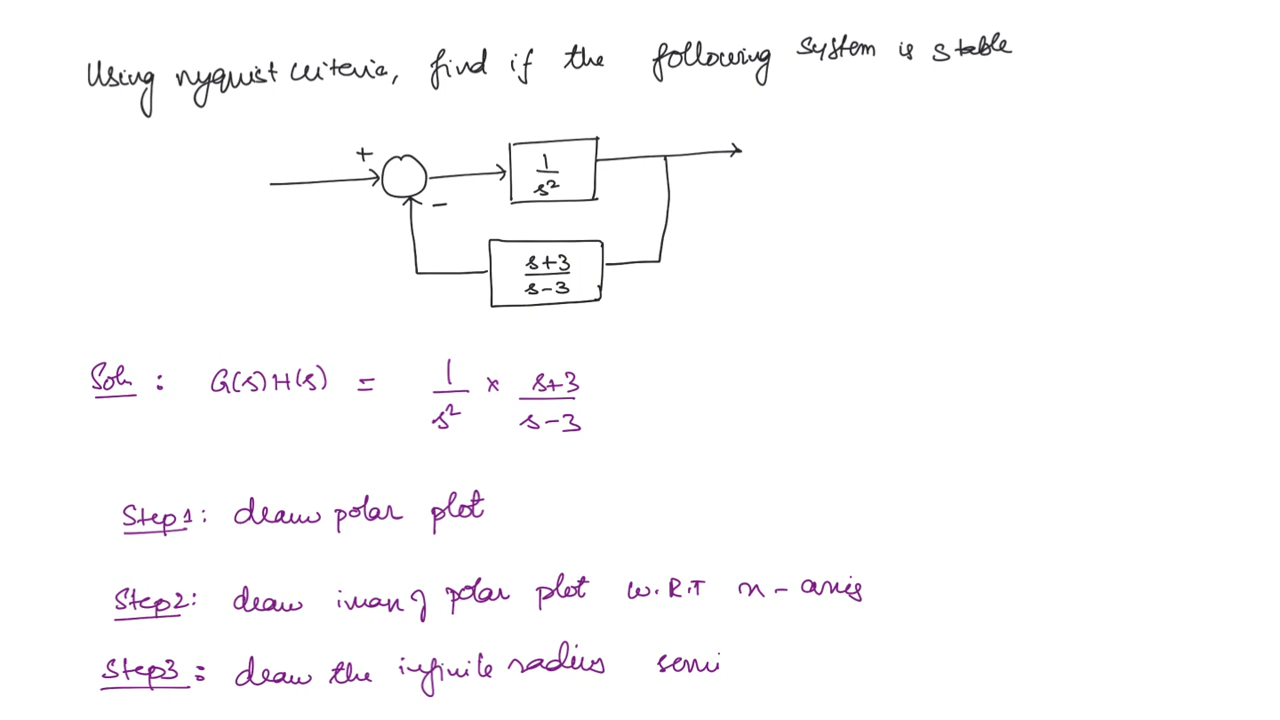 Using nyquist criteria, find if the following system is stable
+
1
s²
-
s+3
s-3
Soln : G(s)H(s) = 1/s² × s+3/s-3
Step1: draw polar plot
Step2: draw image of polar plot W.R.T x-axis
Step3: draw the infinite radius semi